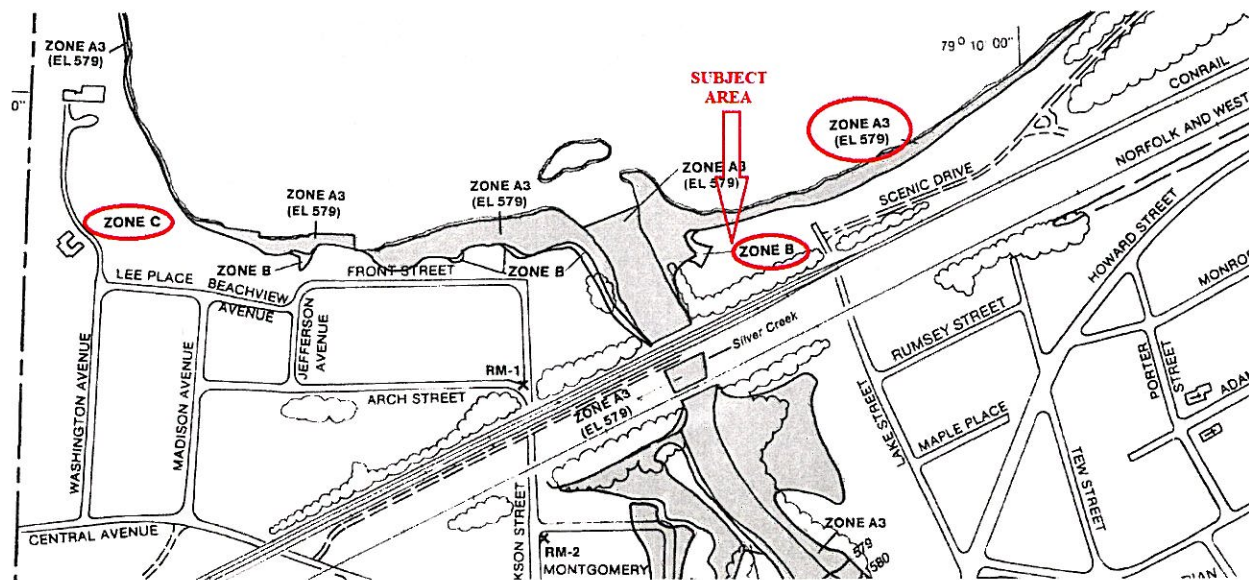 ZONE A3
(EL 579)
0"
79° 10' 00"
SUBJECT
AREA
CONRAIL
ZONE A3
(EL 579)
NORFOLK AND WEST
ZONE A3
(EL 579)
SCENIC DRIVE
ZONE A3
(EL 579)
ZONE A3
(EL 579)
ZONE C
HOWARD STREET
ZONE B
ZONE B
ZONE B
LEE PLACE
FRONT STREET
BEACHVIEW
AVENUE
JEFFERSON
AVENUE
MONRO
Silver Creek
RUMSEY STREET
PORTER
STREET
RM-1
ARCH STREET
ADA
WASHINGTON AVENUE
MADISON AVENUE
ZONE A3
(EL 579)
LAKE STREET
MAPLE PLACE
TEW STREET
CENTRAL AVENUE
KSON STREET
ZONE A3
579
580
RM-2
MONTGOMERY